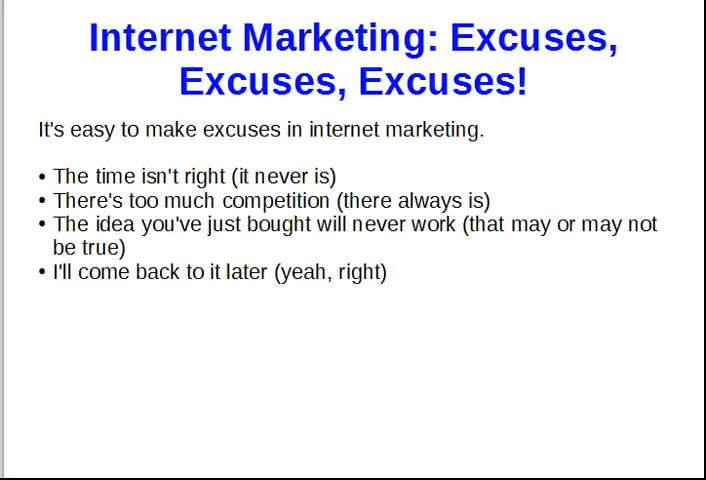 Internet Marketing: Excuses,
Excuses, Excuses!
It's easy to make excuses in internet marketing.
• The time isn't right (it never is)
• There's too much competition (there always is)
• The idea you've just bought will never work (that may or may not
be true)
• I'll come back to it later (yeah, right)